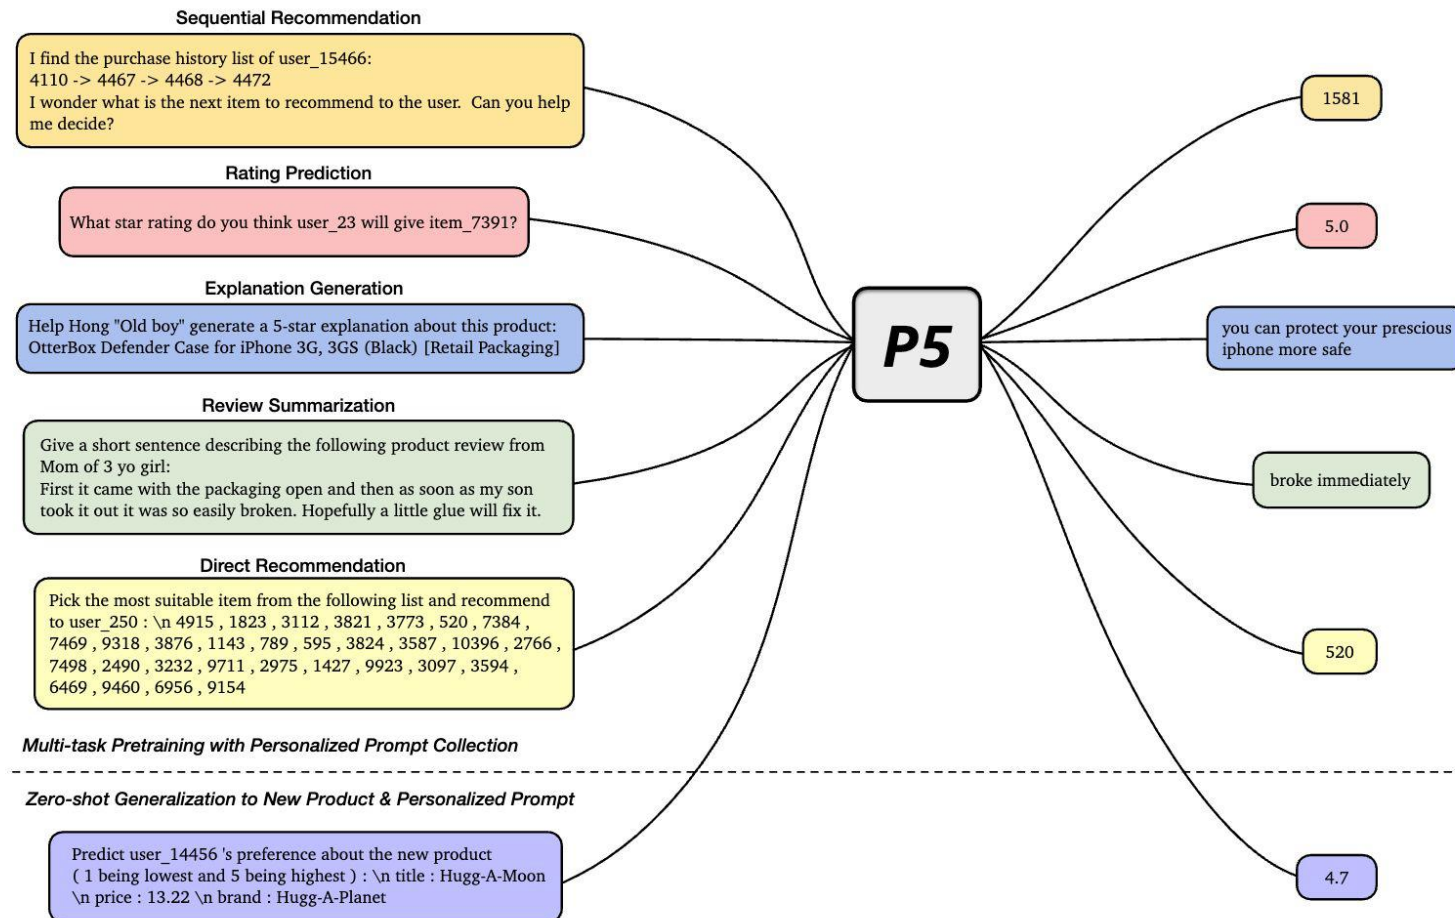 Sequential Recommendation
I find the purchase history list of user_15466:
4110 -> 4467 -> 4468 -> 4472
I wonder what is the next item to recommend to the user.  Can you help
me decide?
1581
Rating Prediction
What star rating do you think user_23 will give item_7391?
5.0
Explanation Generation
Help Hong "Old boy" generate a 5-star explanation about this product:
OtterBox Defender Case for iPhone 3G, 3GS (Black) [Retail Packaging]
P5
you can protect your prescious
iphone more safe
Review Summarization
Give a short sentence describing the following product review from
Mom of 3 yo girl:
First it came with the packaging open and then as soon as my son
took it out it was so easily broken. Hopefully a little glue will fix it.
broke immediately
Direct Recommendation
Pick the most suitable item from the following list and recommend
to user_250 : \n 4915 , 1823 , 3112 , 3821 , 3773 , 520 , 7384 ,
7469 , 9318 , 3876 , 1143 , 789 , 595 , 3824 , 3587 , 10396 , 2766 ,
7498 , 2490 , 3232 , 9711 , 2975 , 1427 , 9923 , 3097 , 3594 ,
6469 , 9460 , 6956 , 9154
520
Multi-task Pretraining with Personalized Prompt Collection
Zero-shot Generalization to New Product & Personalized Prompt
Predict user_14456 's preference about the new product
( 1 being lowest and 5 being highest ) : \n title : Hugg-A-Moon
\n price : 13.22 \n brand : Hugg-A-Planet
4.7